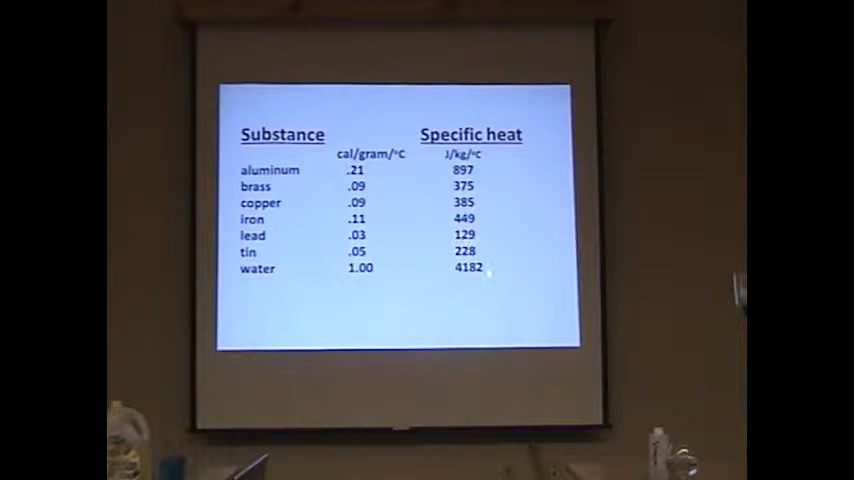 Substance Specific heat
cal/gram/°C J/kg/°C
aluminum .21 897
brass .09 375
copper .09 385
iron .11 449
lead .03 129
tin .05 228
water 1.00 4182